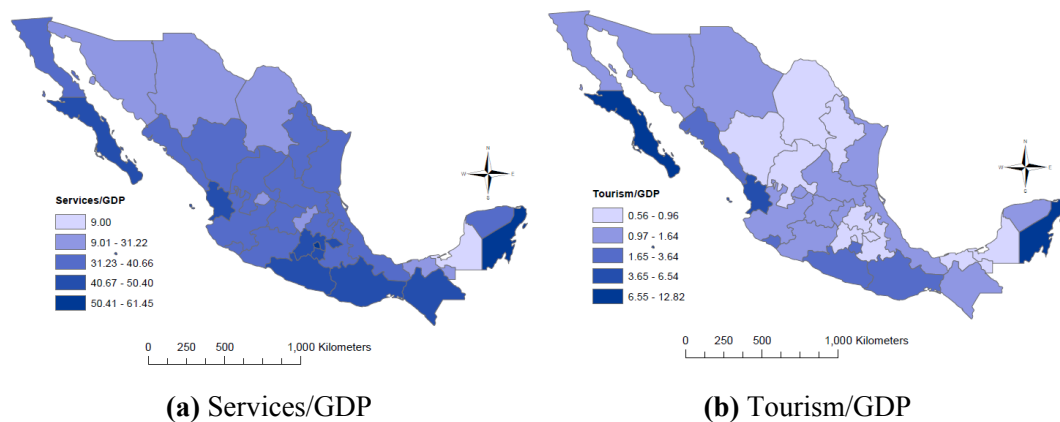 N
W E
S
Services/GDP
9.00
9.01 - 31.22
31.23 - 40.66
40.67 - 50.40
50.41 - 61.45
0 250 500 1,000 Kilometers
(a) Services/GDP
N
W E
S
Tourism/GDP
0.56 - 0.96
0.97 - 1.64
1.65 - 3.64
3.65 - 6.54
6.55 - 12.82
0 250 500 1,000 Kilometers
(b) Tourism/GDP